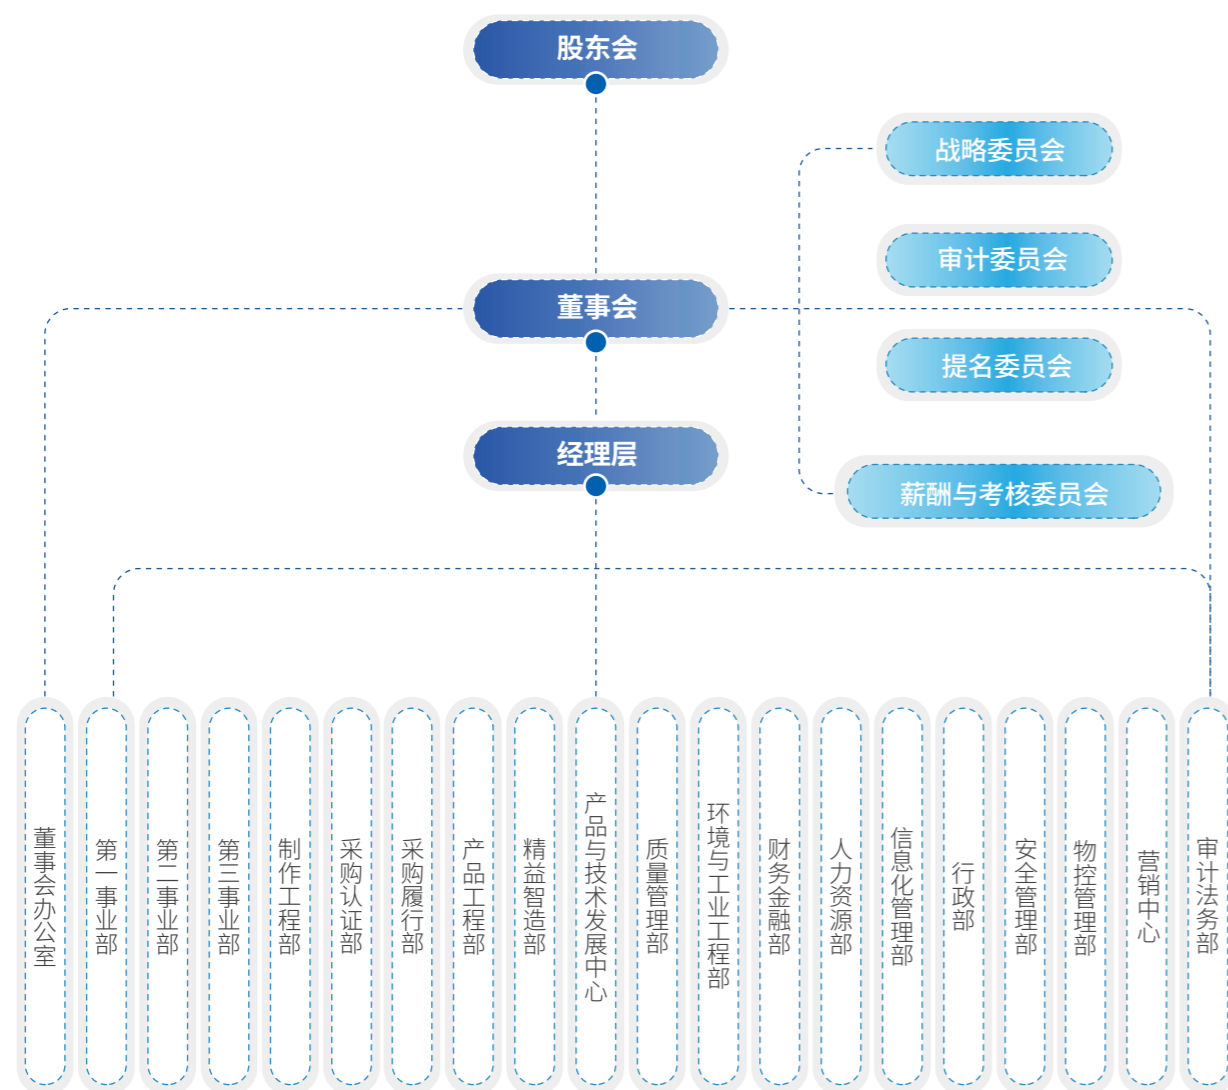 股东会
战略委员会
审计委员会
董事会
提名委员会
经理层
薪酬与考核委员会
董事会办公室
第一事业部
第二事业部
第三事业部
制作工程部
采购认证部
采购履行部
产品工程部
精益智造部
产品与技术发展中心
质量管理部
环境与工业工程部
财务金融部
人力资源部
信息化管理部
行政部
安全管理部
物控管理部
营销中心
审计法务部